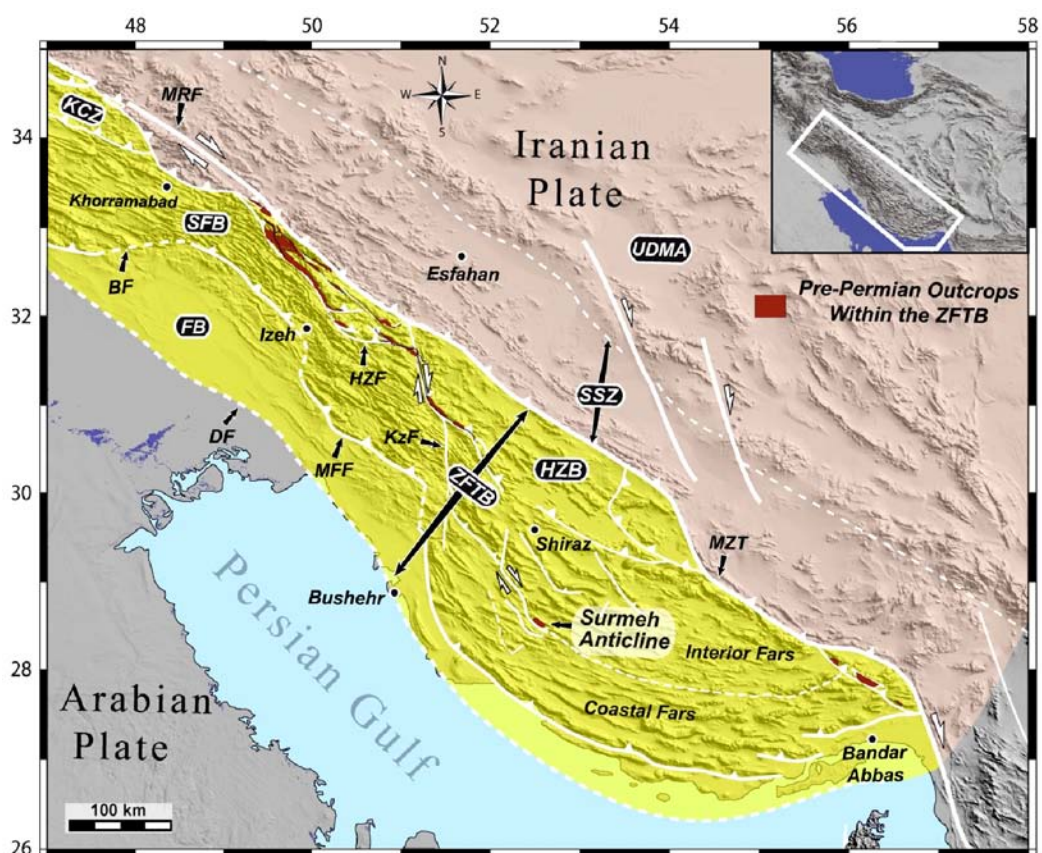 48
50
52
54
56
58
34
32
30
28
26
N
W
E
S
KCZ
MRF
Iranian
Plate
Khorramabad
SFB
UDMA
Esfahan
BF
Pre-Permian Outcrops
Within the ZFTB
FB
Izeh
HZF
SSZ
DF
MFF
KzF
ZFTB
HZB
Shiraz
MZT
Bushehr
Surmeh
Anticline
Interior Fars
Persian Gulf
Coastal Fars
Arabian
Plate
Bandar
Abbas
100 km